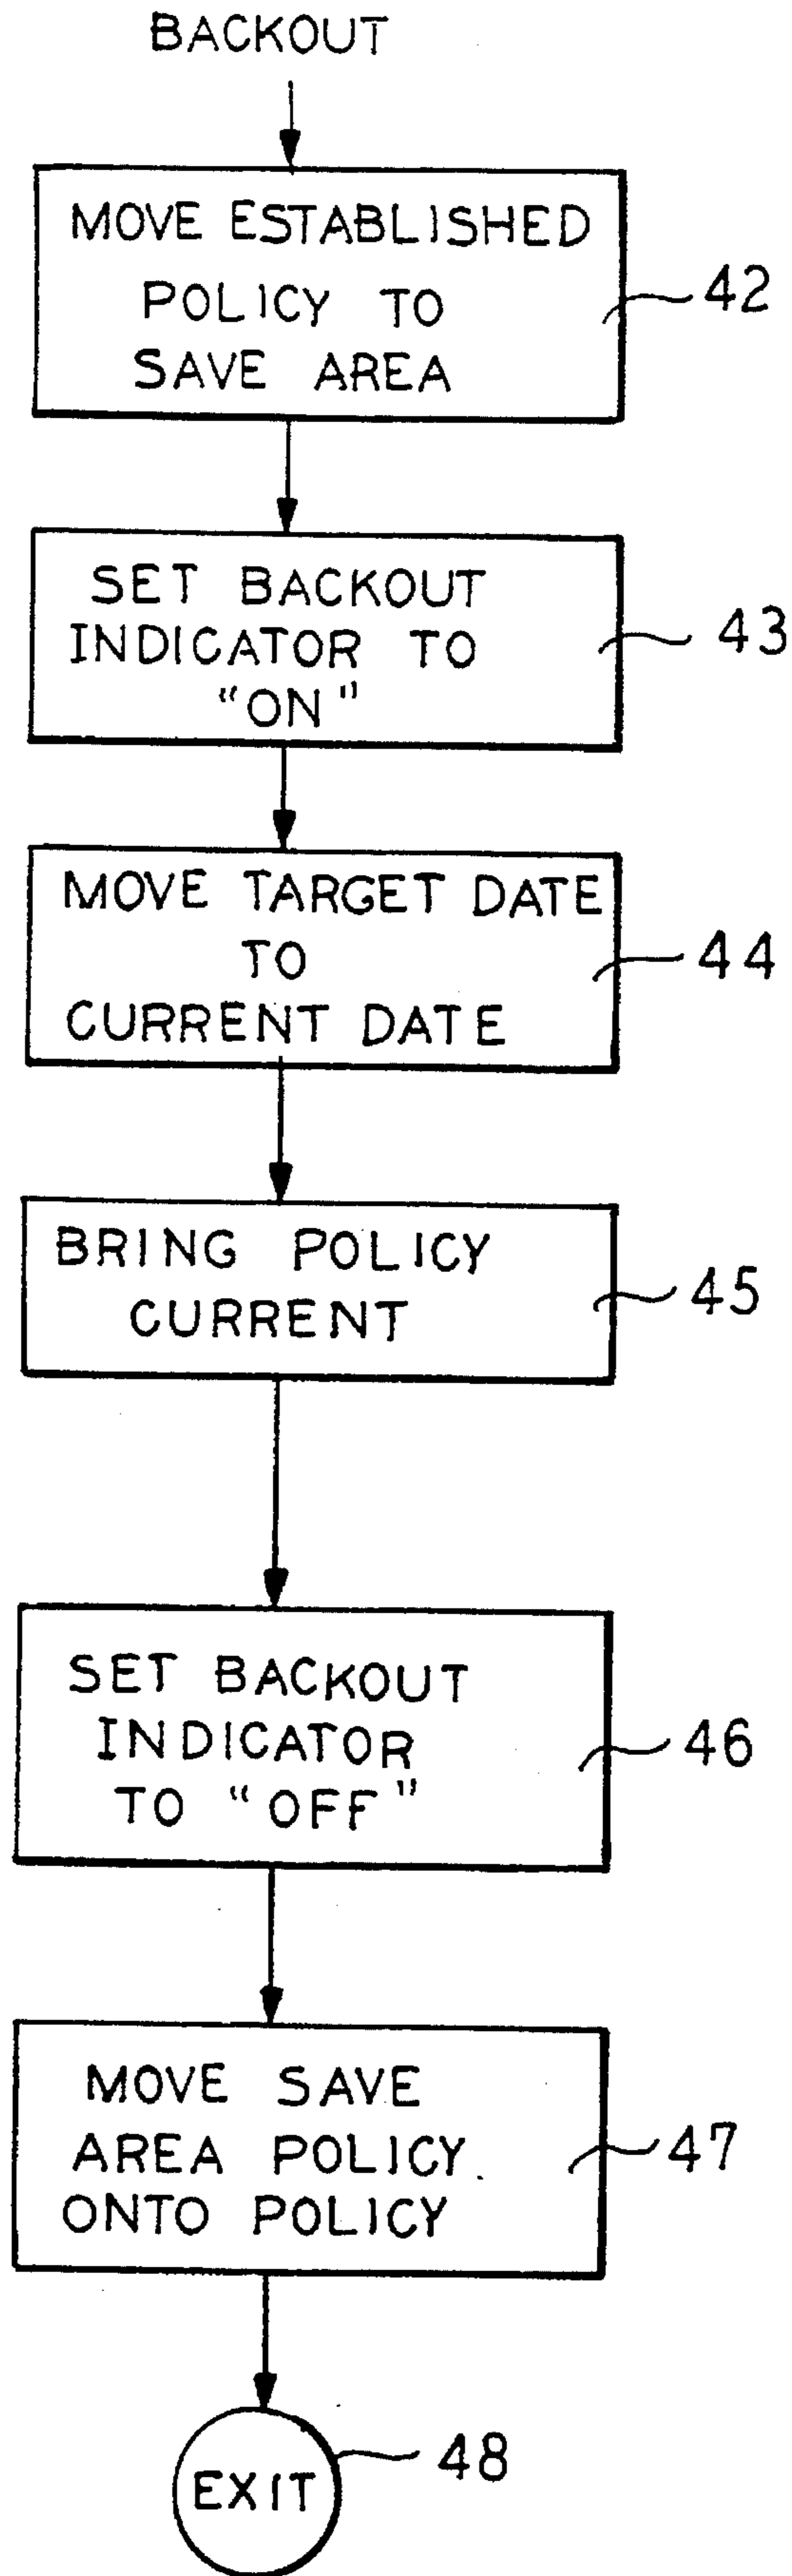 BACKOUT
MOVE ESTABLISHED
POLICY TO
SAVE AREA
42
SET BACKOUT
INDICATOR TO
"ON"
43
MOVE TARGET DATE
TO
CURRENT DATE
44
BRING POLICY
CURRENT
45
SET BACKOUT
INDICATOR
TO "OFF"
46
MOVE SAVE
AREA POLICY
ONTO POLICY
47
EXIT
48